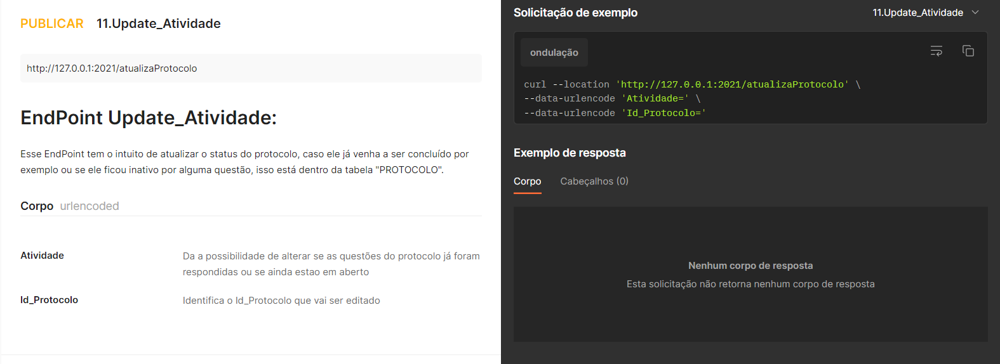 PUBLICAR 11.Update_Atividade
http://127.0.0.1:2021/atualizaProtocolo
EndPoint Update_Atividade:
Esse EndPoint tem o intuito de atualizar o status do protocolo, caso ele já venha a ser concluído por
exemplo ou se ele ficou inativo por alguma questão, isso está dentro da tabela "PROTOCOLO".
Corpo urlencoded
Atividade
Da a possibilidade de alterar se as questões do protocolo já foram
respondidas ou se ainda estao em aberto
Id_Protocolo
Identifica o Id_Protocolo que vai ser editado
Solicitação de exemplo
11.Update_Atividade
ondulação
curl --location 'http://127.0.0.1:2021/atualizaProtocolo' \
--data-urlencode 'Atividade=' \
--data-urlencode 'Id_Protocolo='
Exemplo de resposta
Corpo
Cabeçalhos (0)
Nenhum corpo de resposta
Esta solicitação não retorna nenhum corpo de resposta